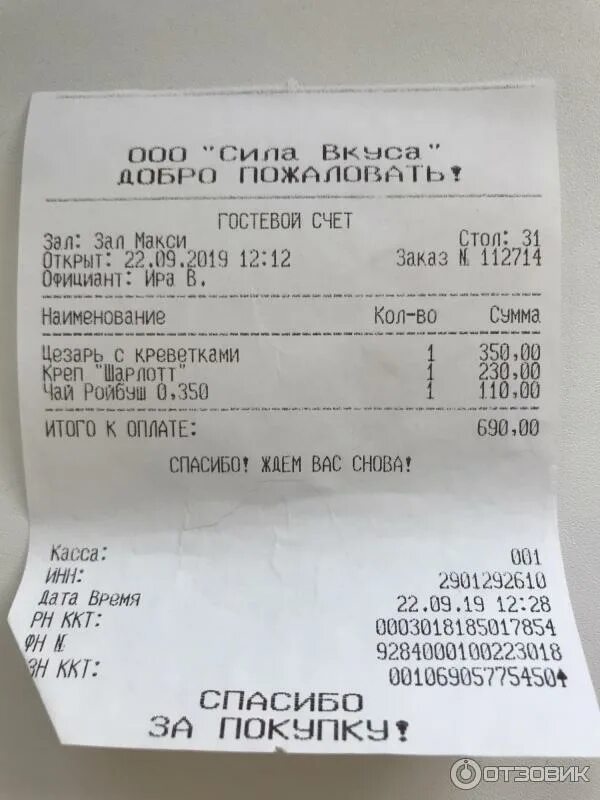 ООО "Сила Вкуса"
ДОБРО ПОЖАЛОВАТЬ!
ГОСТЕВОЙ СЧЕТ
Зал: Зал Макси Стол: 31
Открыт: 22.09.2019 12:12 Заказ № 112714
Официант: Ира В.
Наименование Кол-во Сумма
Цезарь с креветками 1 350,00
Креп "Шарлотт" 1 230,00
Чай Ройбуш 0,350 1 110,00
ИТОГО К ОПЛАТЕ: 690,00
СПАСИБО! ЖДЕМ ВАС СНОВА!
Касса: 001
ИНН: 2901292610
Дата Время 22.09.19 12:28
РН ККТ: 0003018185017854
ФН № 9284000100223018
ЗН ККТ: 00106905775450
СПАСИБО
ЗА ПОКУПКУ!
ОТЗОВИК